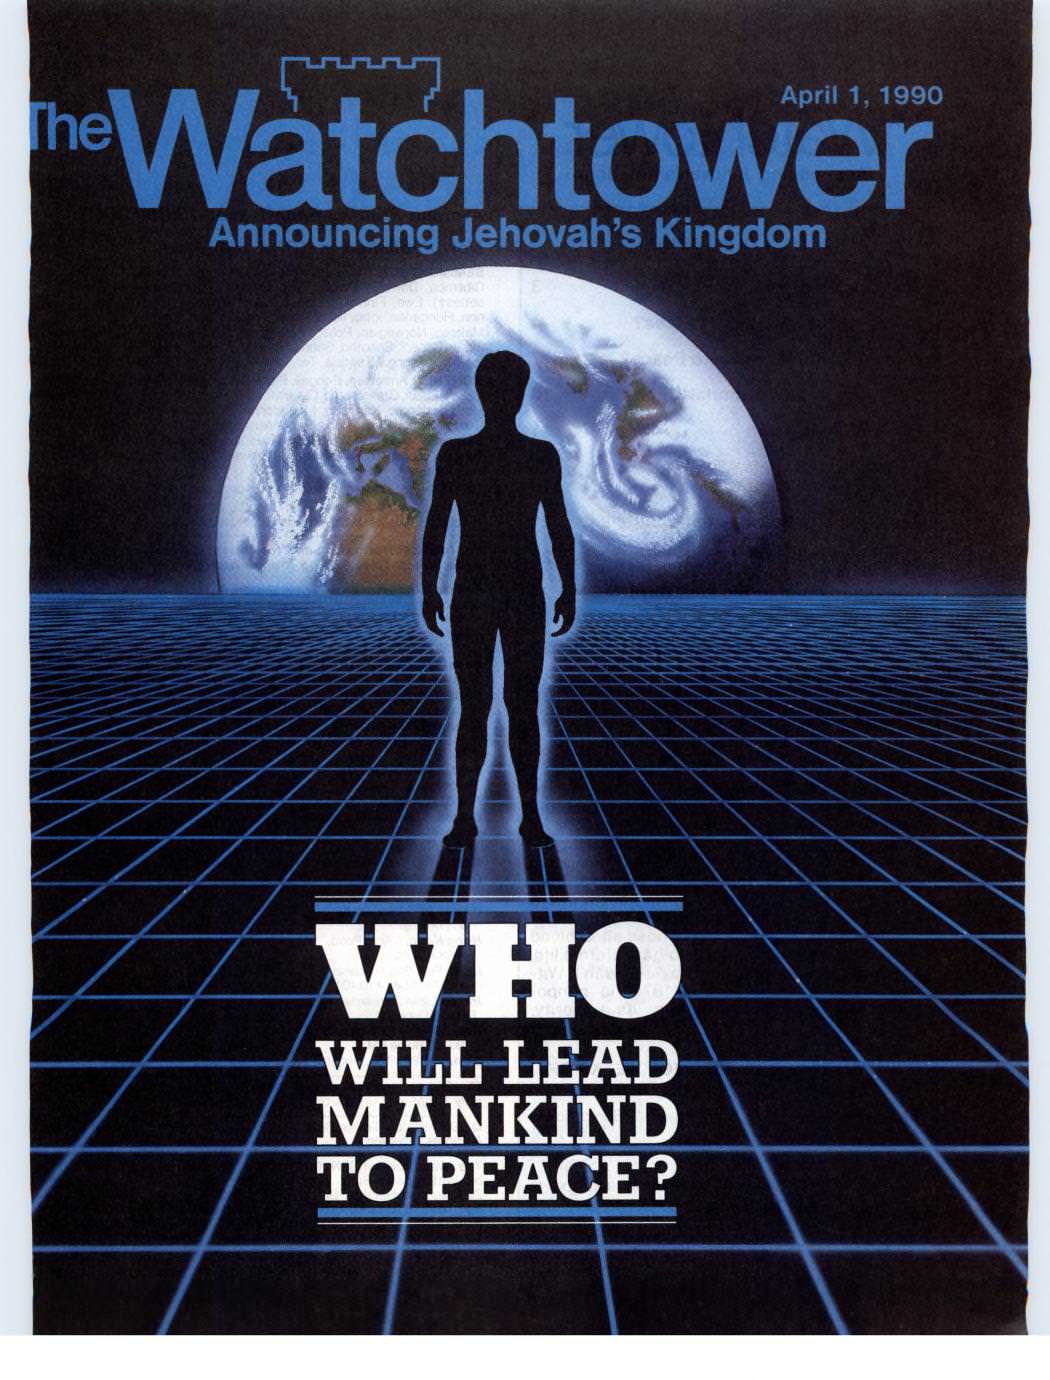 The Watchtower
April 1, 1990
Announcing Jehovah's Kingdom
WHO
WILL LEAD
MANKIND
TO PEACE?